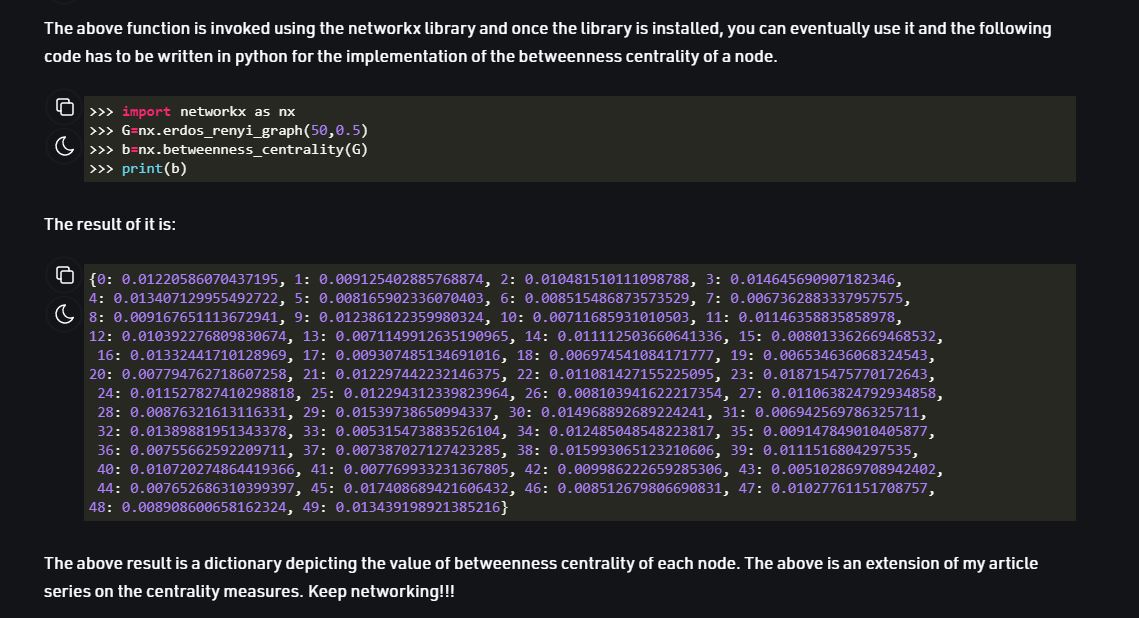 The above function is invoked using the networkx library and once the library is installed, you can eventually use it and the following
code has to be written in python for the implementation of the betweenness centrality of a node.
>>> import networkx as nx
>>> G=nx.erdos_renyi_graph(50,0.5)
>>> b=nx.betweenness_centrality(G)
>>> print(b)
The result of it is:
{0: 0.01220586070437195, 1: 0.009125402885768874, 2: 0.010481510111098788, 3: 0.014645690907182346,
4: 0.013407129955492722, 5: 0.008165902336070403, 6: 0.008515486873573529, 7: 0.0067362883337957575,
8: 0.009167651113672941, 9: 0.012386122359980324, 10: 0.00711685931010503, 11: 0.01146358835858978,
12: 0.010392276809830674, 13: 0.0071149912635190965, 14: 0.011112503660641336, 15: 0.008013362669468532,
16: 0.01332441710128969, 17: 0.009307485134691016, 18: 0.006974541084171777, 19: 0.006534636068324543,
20: 0.007794762718607258, 21: 0.012297442232146375, 22: 0.011081427155225095, 23: 0.018715475770172643,
24: 0.011527827410298818, 25: 0.012294312339823964, 26: 0.008103941622217354, 27: 0.011063824792934858,
28: 0.00876321613116331, 29: 0.01539738650994337, 30: 0.014968892689224241, 31: 0.006942569786325711,
32: 0.01389881951343378, 33: 0.005315473883526104, 34: 0.012485048548223817, 35: 0.009147849010405877,
36: 0.00755662592209711, 37: 0.007387027127423285, 38: 0.015993065123210606, 39: 0.0111516804297535,
40: 0.010720274864419366, 41: 0.007769933231367805, 42: 0.009986222659285306, 43: 0.005102869708942402,
44: 0.007652686310399397, 45: 0.017408689421606432, 46: 0.008512679806690831, 47: 0.01027761151708757,
48: 0.008908600658162324, 49: 0.013439198921385216}
The above result is a dictionary depicting the value of betweenness centrality of each node. The above is an extension of my article
series on the centrality measures. Keep networking!!!